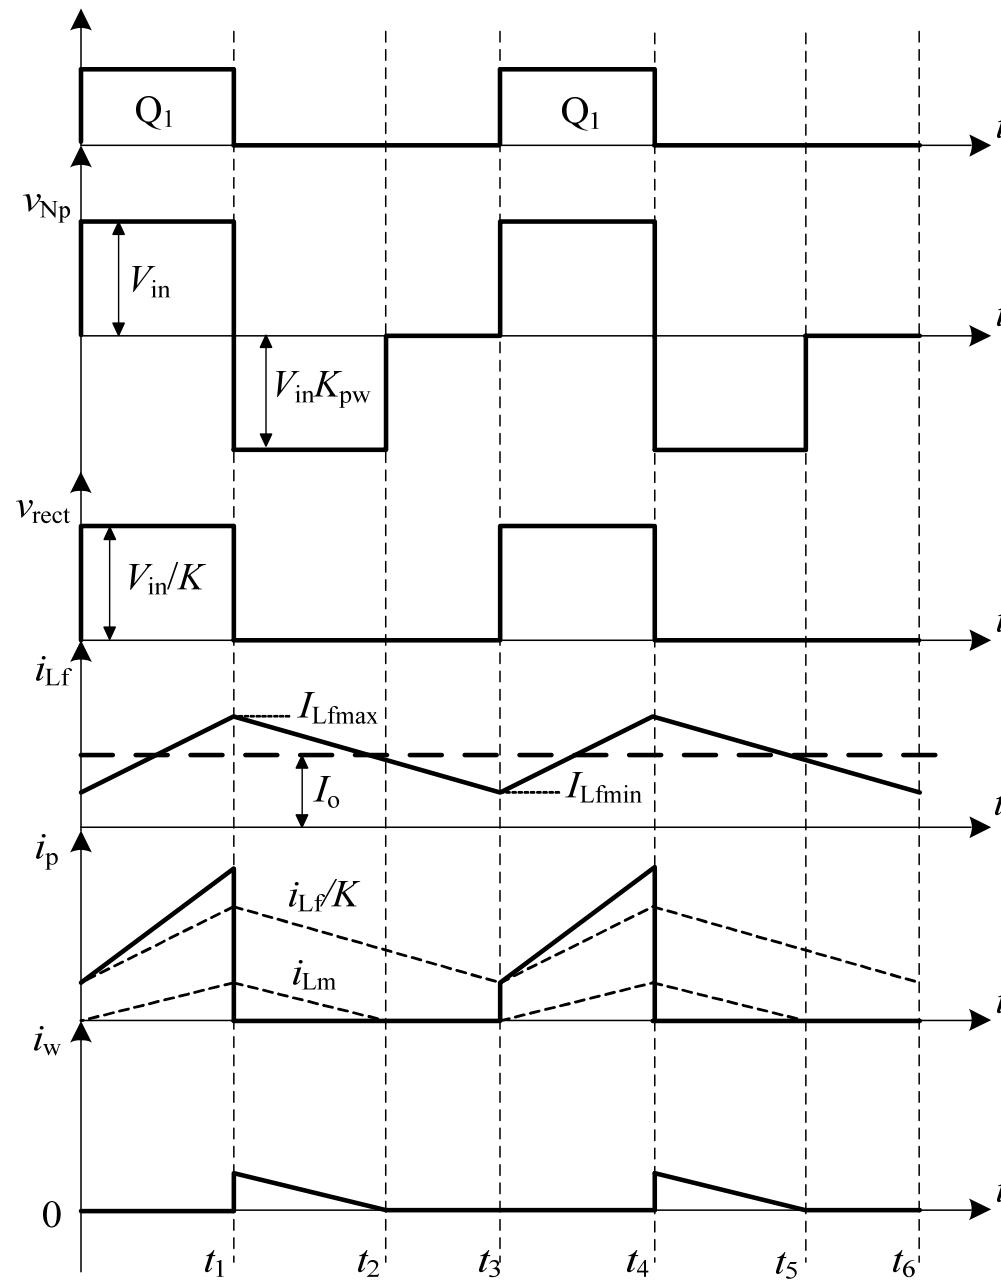 Q1 Q1
t
vNp
Vin
t
VinKpw
vrect
Vin/K
t
iLf
ILfmax
Io
ILfmin
t
ip
iLf/K
iLm
t
iw
t
0
t1 t2 t3 t4 t5 t6